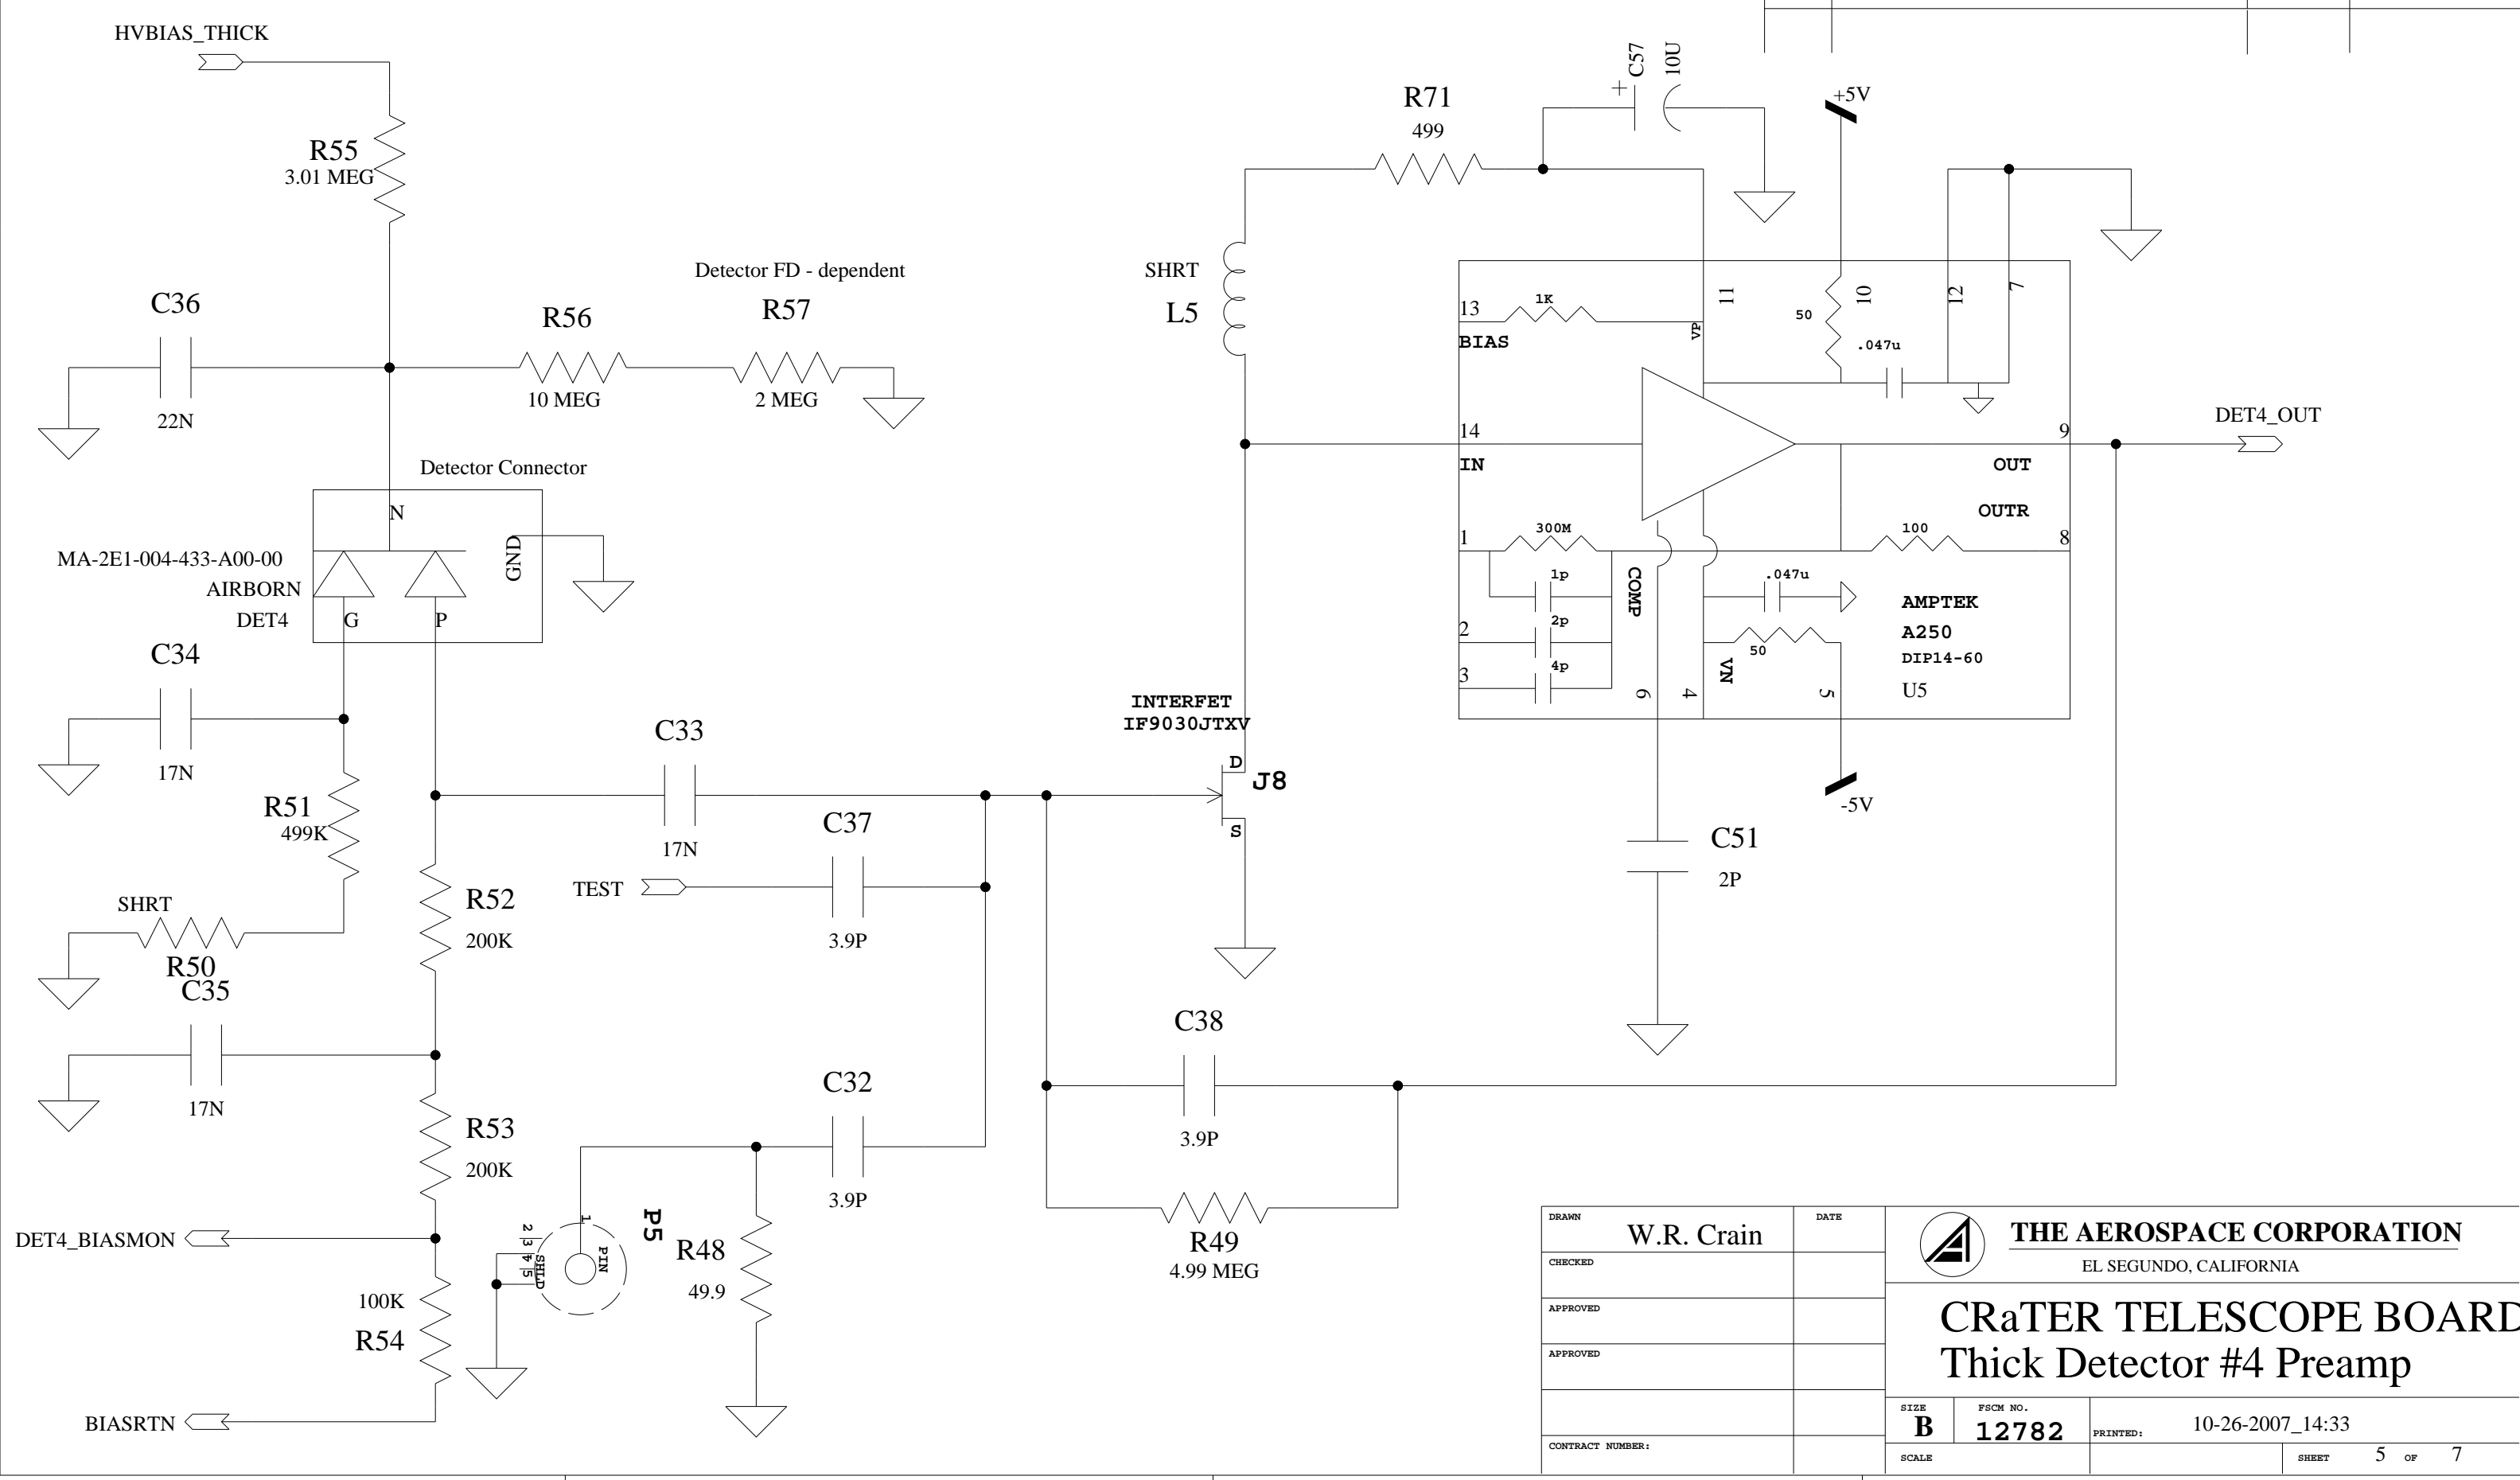 HVBIAS_THICK
R55
3.01 MEG
C36
22N
R56
10 MEG
Detector FD - dependent
R57
2 MEG
Detector Connector
N
GND
MA-2E1-004-433-A00-00
AIRBORN
DET4
G
P
C34
17N
R51
499K
SHRT
R50
C35
17N
R52
200K
R53
200K
DET4_BIASMON
100K
R54
BIASRTN
C33
17N
TEST
C37
3.9P
C32
3.9P
P5
1
2
3
4
5
SHLD
PIN
R48
49.9
R71
499
+
C57
10U
SHRT
L5
INTERFET
IF9030JTXV
D
J8
S
C38
3.9P
R49
4.99 MEG
+5V
13
1K
BIAS
11
VP
50
10
.047u
12
7
14
IN
9
OUT
OUTR
DET4_OUT
1
300M
100
8
1p
2
2p
3
4p
COMP
.047u
VN
50
6
4
5
AMPTEK
A250
DIP14-60
U5
-5V
C51
2P
DRAWN
W.R. Crain
DATE
CHECKED
APPROVED
APPROVED
CONTRACT NUMBER:
THE AEROSPACE CORPORATION
EL SEGUNDO, CALIFORNIA
CRaTER TELESCOPE BOARD
Thick Detector #4 Preamp
SIZE
B
FSCM NO.
12782
PRINTED:
10-26-2007_14:33
SCALE
SHEET 5 OF 7